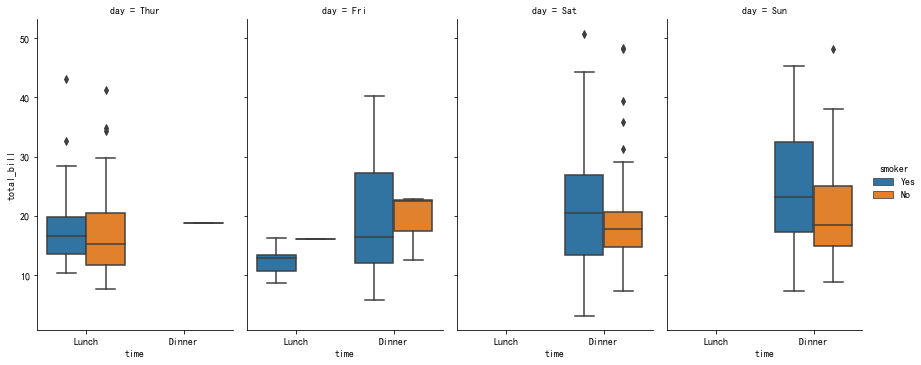 day = Thur
day = Fri
day = Sat
day = Sun
50
40
30
20
10
total_bill
Lunch
Dinner
Lunch
Dinner
Lunch
Dinner
Lunch
Dinner
time
time
time
time
smoker
Yes
No